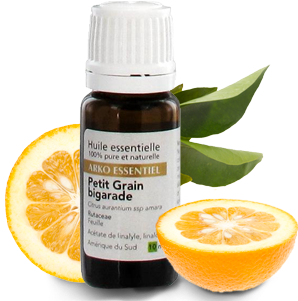 Huile essentielle
100% pure et naturelle
ARKO ESSENTIEL
Petit Grain
bigarade
Citrus aurantium ssp amara
Rutaceae
Feuille
Acétate de linalyle,
Amérique du Sud 10